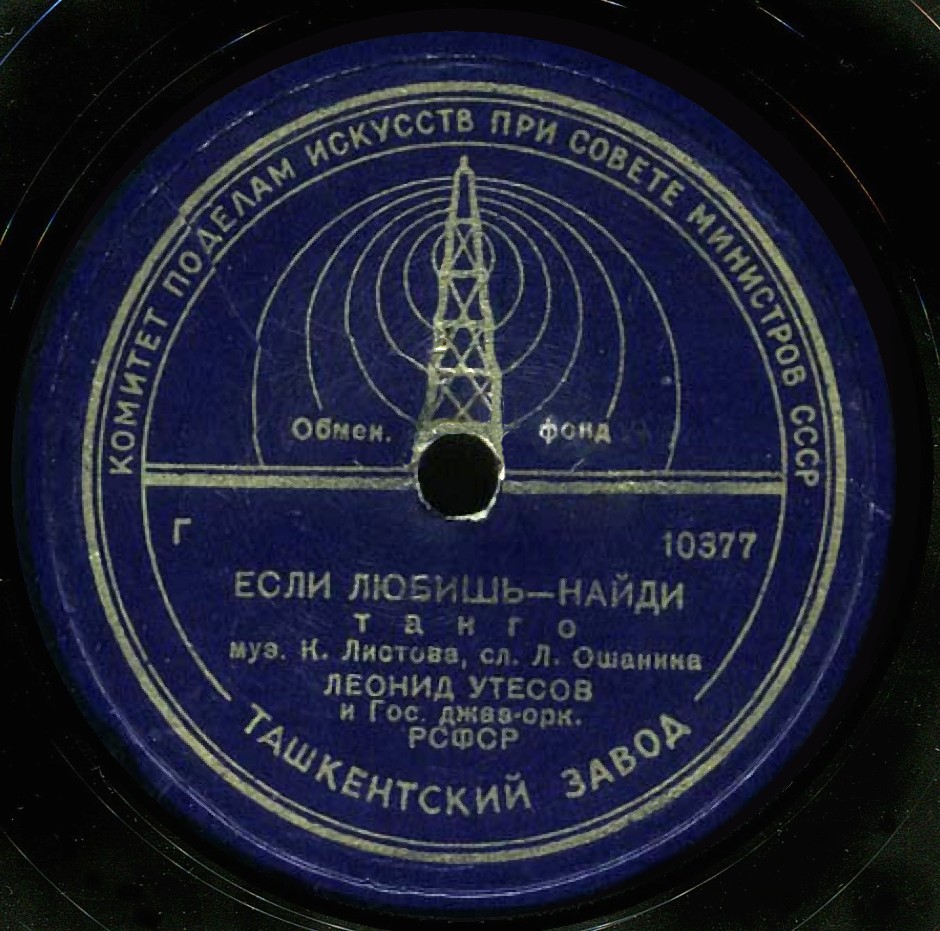 КОМИТЕТ ПО ДЕЛАМ ИСКУССТВ ПРИ СОВЕТЕ МИНИСТРОВ СССР
Обмен. фонд
Г 10377
ЕСЛИ ЛЮБИШЬ—НАЙДИ
танго
муз. К. Листова, сл. Л. Ошанина
ЛЕОНИД УТЕСОВ
и Гос. джаз-орк.
РСФСР
ТАШКЕНТСКИЙ ЗАВОД